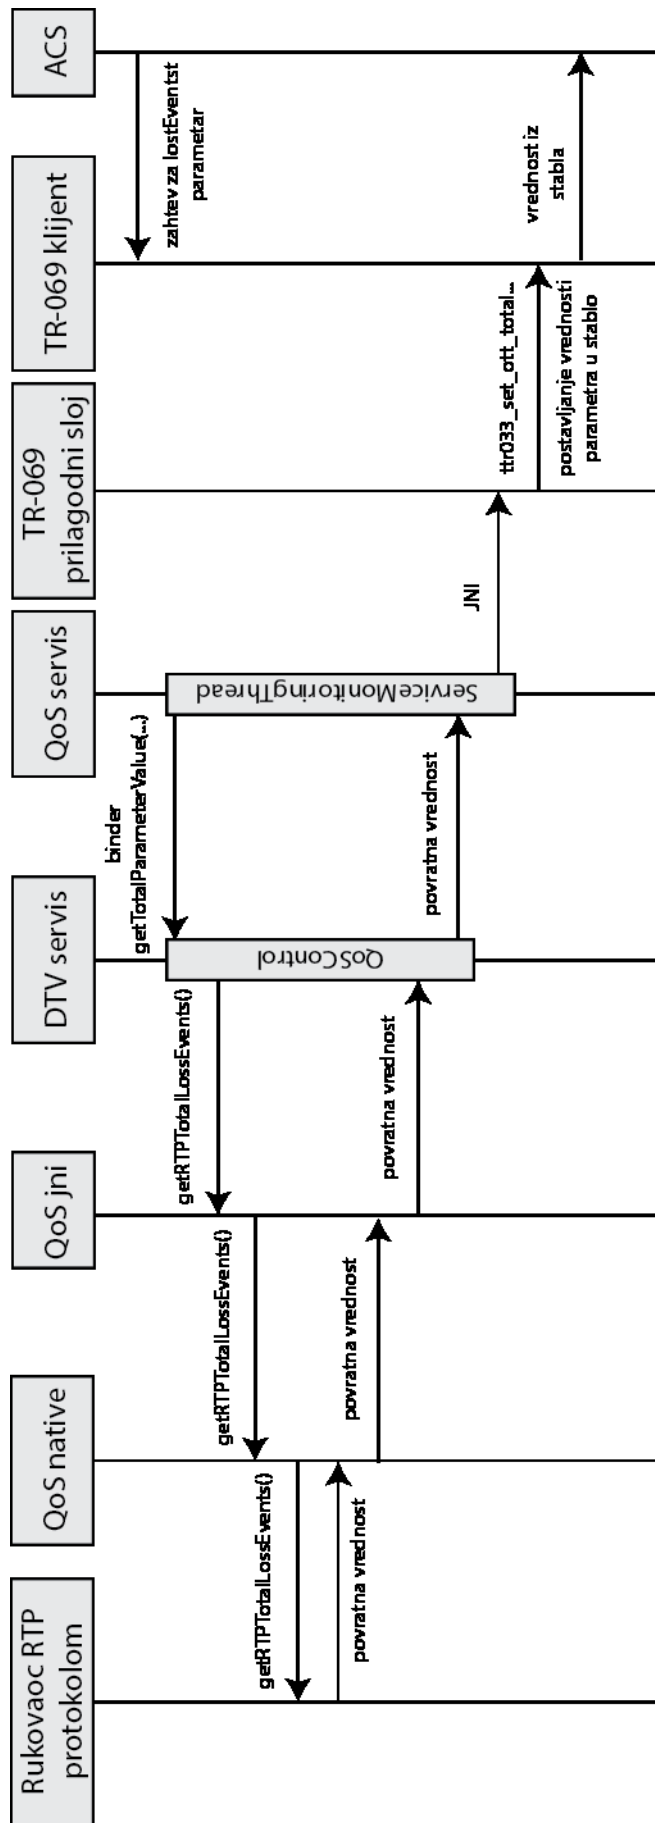 Rukovaoc RTP
protokolom
QoS native
QoS jni
DTV servis
QoS servis
TR-069
prilagodni sloj
TR-069 klijent
ACS
zahtev za lostEventst
parametar
binder
getTotalParameterValue(...)
getRTPTotalLossEvents()
getRTPTotalLossEvents()
getRTPTotalLossEvents()
povratna vrednost
povratna vrednost
povratna vrednost
povratna vrednost
QoSControl
ServiceMonitoringThread
JNI
ttr033_set_ott_total...
postavljanje vrednosti
parametra u stablo
vrednost iz
stabla